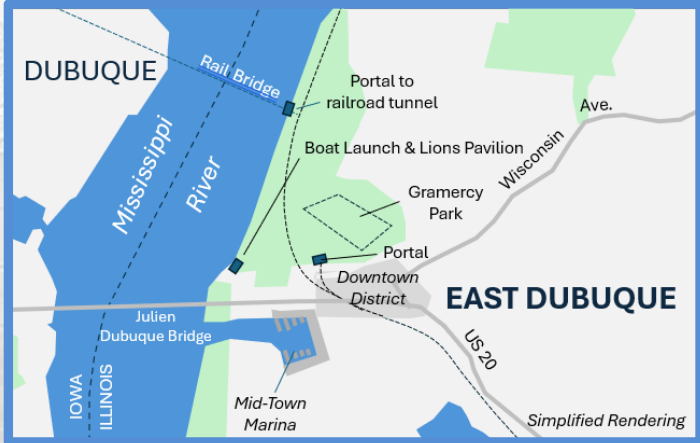 DUBUQUE
Rail Bridge
Portal to
railroad tunnel
Ave.
Mississippi
River
Boat Launch & Lions Pavilion
Wisconsin
Gramercy
Park
Portal
Downtown
District
EAST DUBUQUE
Julien
Dubuque Bridge
US 20
IOWA
ILLINOIS
Mid-Town
Marina
Simplified Rendering